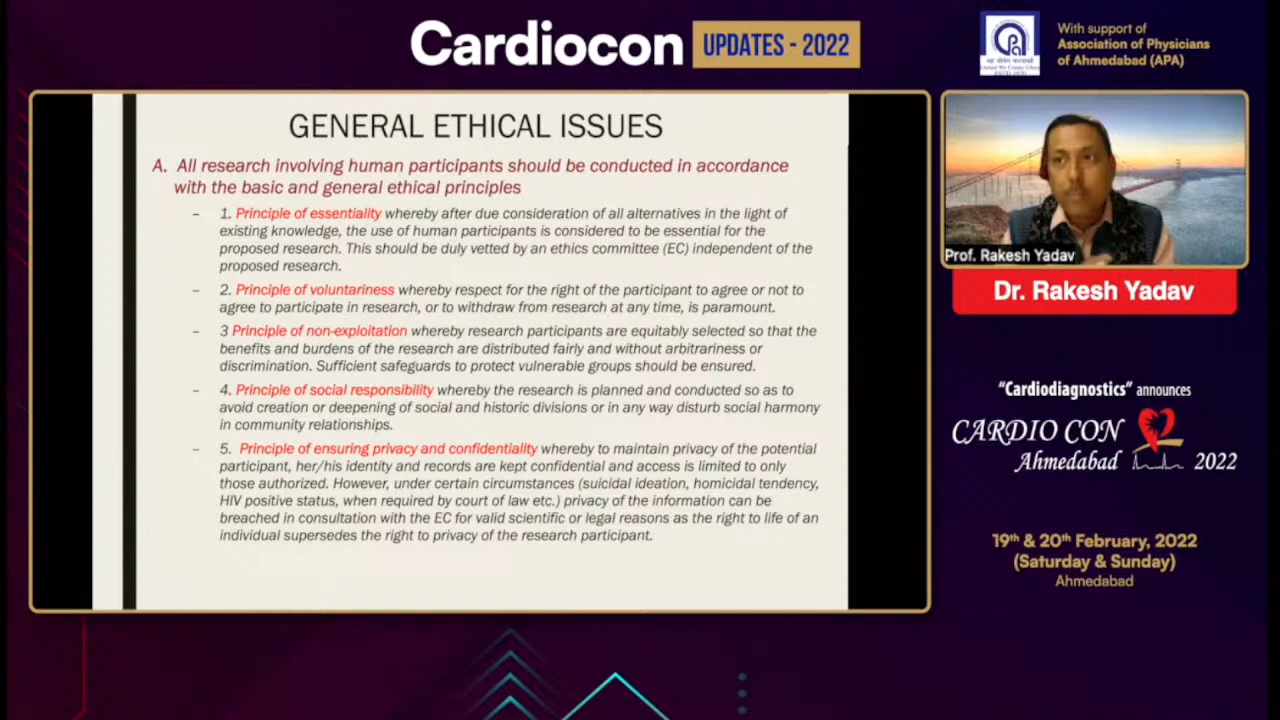 Cardiocon UPDATES - 2022
With support of
Association of Physicians
of Ahmedabad (APA)
GENERAL ETHICAL ISSUES
A. All research involving human participants should be conducted in accordance
with the basic and general ethical principles
– 1. Principle of essentiality whereby after due consideration of all alternatives in the light of
existing knowledge, the use of human participants is considered to be essential for the
proposed research. This should be duly vetted by an ethics committee (EC) independent of the
proposed research.
– 2. Principle of voluntariness whereby respect for the right of the participant to agree or not to
agree to participate in research, or to withdraw from research at any time, is paramount.
– 3 Principle of non-exploitation whereby research participants are equitably selected so that the
benefits and burdens of the research are distributed fairly and without arbitrariness or
discrimination. Sufficient safeguards to protect vulnerable groups should be ensured.
– 4. Principle of social responsibility whereby the research is planned and conducted so as to
avoid creation or deepening of social and historic divisions or in any way disturb social harmony
in community relationships.
– 5. Principle of ensuring privacy and confidentiality whereby to maintain privacy of the potential
participant, her/his identity and records are kept confidential and access is limited to only
those authorized. However, under certain circumstances (suicidal ideation, homicidal tendency,
HIV positive status, when required by court of law etc.) privacy of the information can be
breached in consultation with the EC for valid scientific or legal reasons as the right to life of an
individual supersedes the right to privacy of the research participant.
Prof. Rakesh Yadav
Dr. Rakesh Yadav
“Cardiodiagnostics” announces
CARDIO CON
Ahmedabad 2022
19th & 20th February, 2022
(Saturday & Sunday)
Ahmedabad